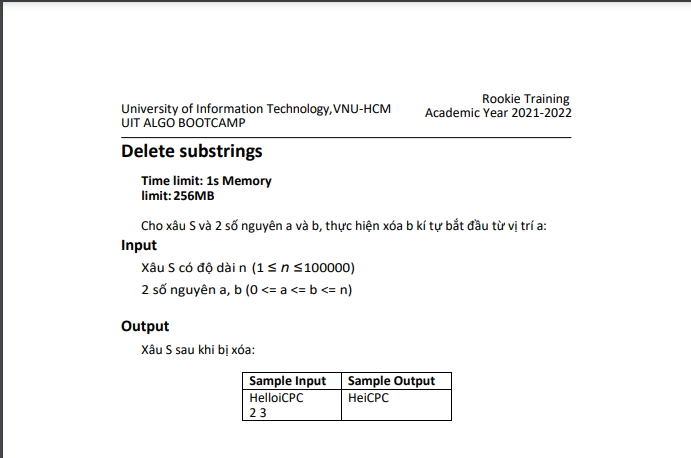 Rookie Training
University of Information Technology,VNU-HCM
Academic Year 2021-2022
UIT ALGO BOOTCAMP
Delete substrings
Time limit: 1s Memory
limit: 256MB
Cho xâu S và 2 số nguyên a và b, thực hiện xóa b kí tự bắt đầu từ vị trí a:
Input
Xâu S có độ dài n (1 ≤ n ≤100000)
2 số nguyên a, b (0 <= a <= b <= n)
Output
Xâu S sau khi bị xóa:
Sample Input Sample Output
HelloiCPC HeiCPC
2 3